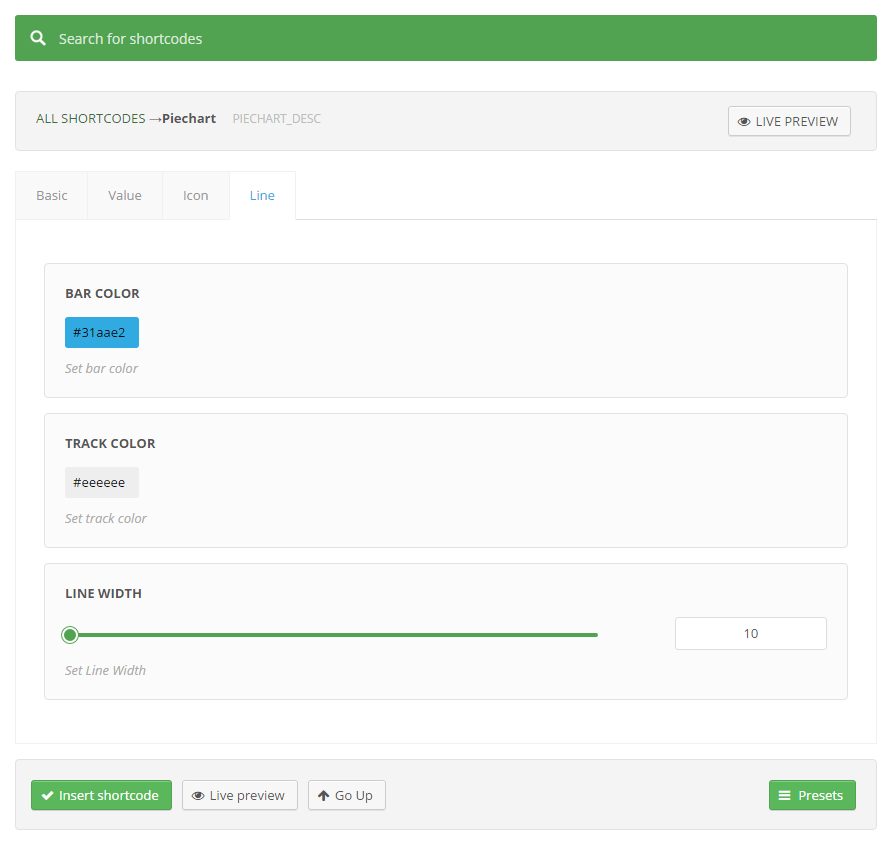 Search for shortcodes
ALL SHORTCODES →Piechart PIECHART_DESC
LIVE PREVIEW
Basic Value Icon Line
BAR COLOR
#31aae2
Set bar color
TRACK COLOR
#eeeeee
Set track color
LINE WIDTH
10
Set Line Width
Insert shortcode Live preview Go Up Presets